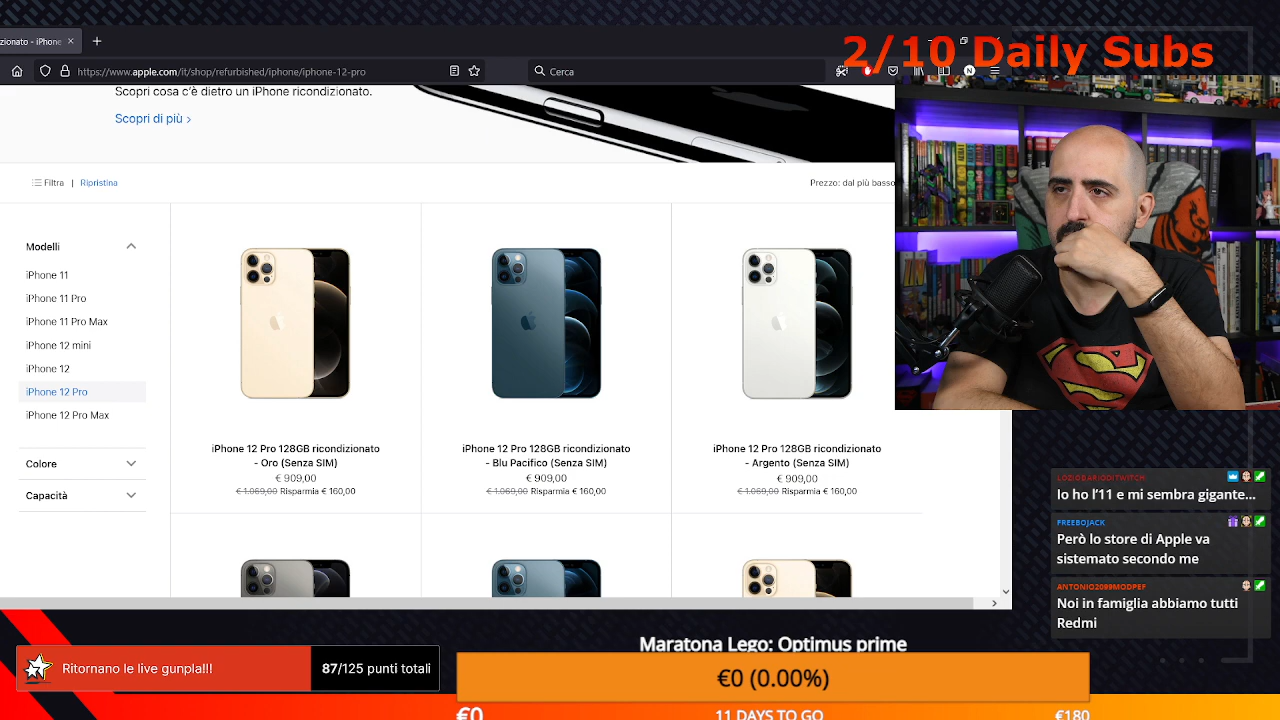 2/10 Daily Subs
zionato - iPhone
https://www.apple.com/it/shop/refurbished/iphone/iphone-12-pro
Cerca
Scopri cosa c'è dietro un iPhone ricondizionato.
Scopri di più
Filtra | Ripristina
Prezzo: dal più basso
Modelli
iPhone 11
iPhone 11 Pro
iPhone 11 Pro Max
iPhone 12 mini
iPhone 12
iPhone 12 Pro
iPhone 12 Pro Max
Colore
Capacità
iPhone 12 Pro 128GB ricondizionato
- Oro (Senza SIM)
€ 909,00
€ 1.069,00 Risparmia € 160,00
iPhone 12 Pro 128GB ricondizionato
- Blu Pacifico (Senza SIM)
€ 909,00
€ 1.069,00 Risparmia € 160,00
iPhone 12 Pro 128GB ricondizionato
- Argento (Senza SIM)
€ 909,00
€ 1.069,00 Risparmia € 160,00
Io ho l'11 e mi sembra gigante...
FREEBOJACK
Però lo store di Apple va
sistemato secondo me
ANTONIO2099MODPEF
Noi in famiglia abbiamo tutti
Redmi
Ritornano le live gunpla!!!
87/125 punti totali
Maratona Lego: Optimus prime
€0 (0.00%)
€0
11 DAYS TO GO
€180